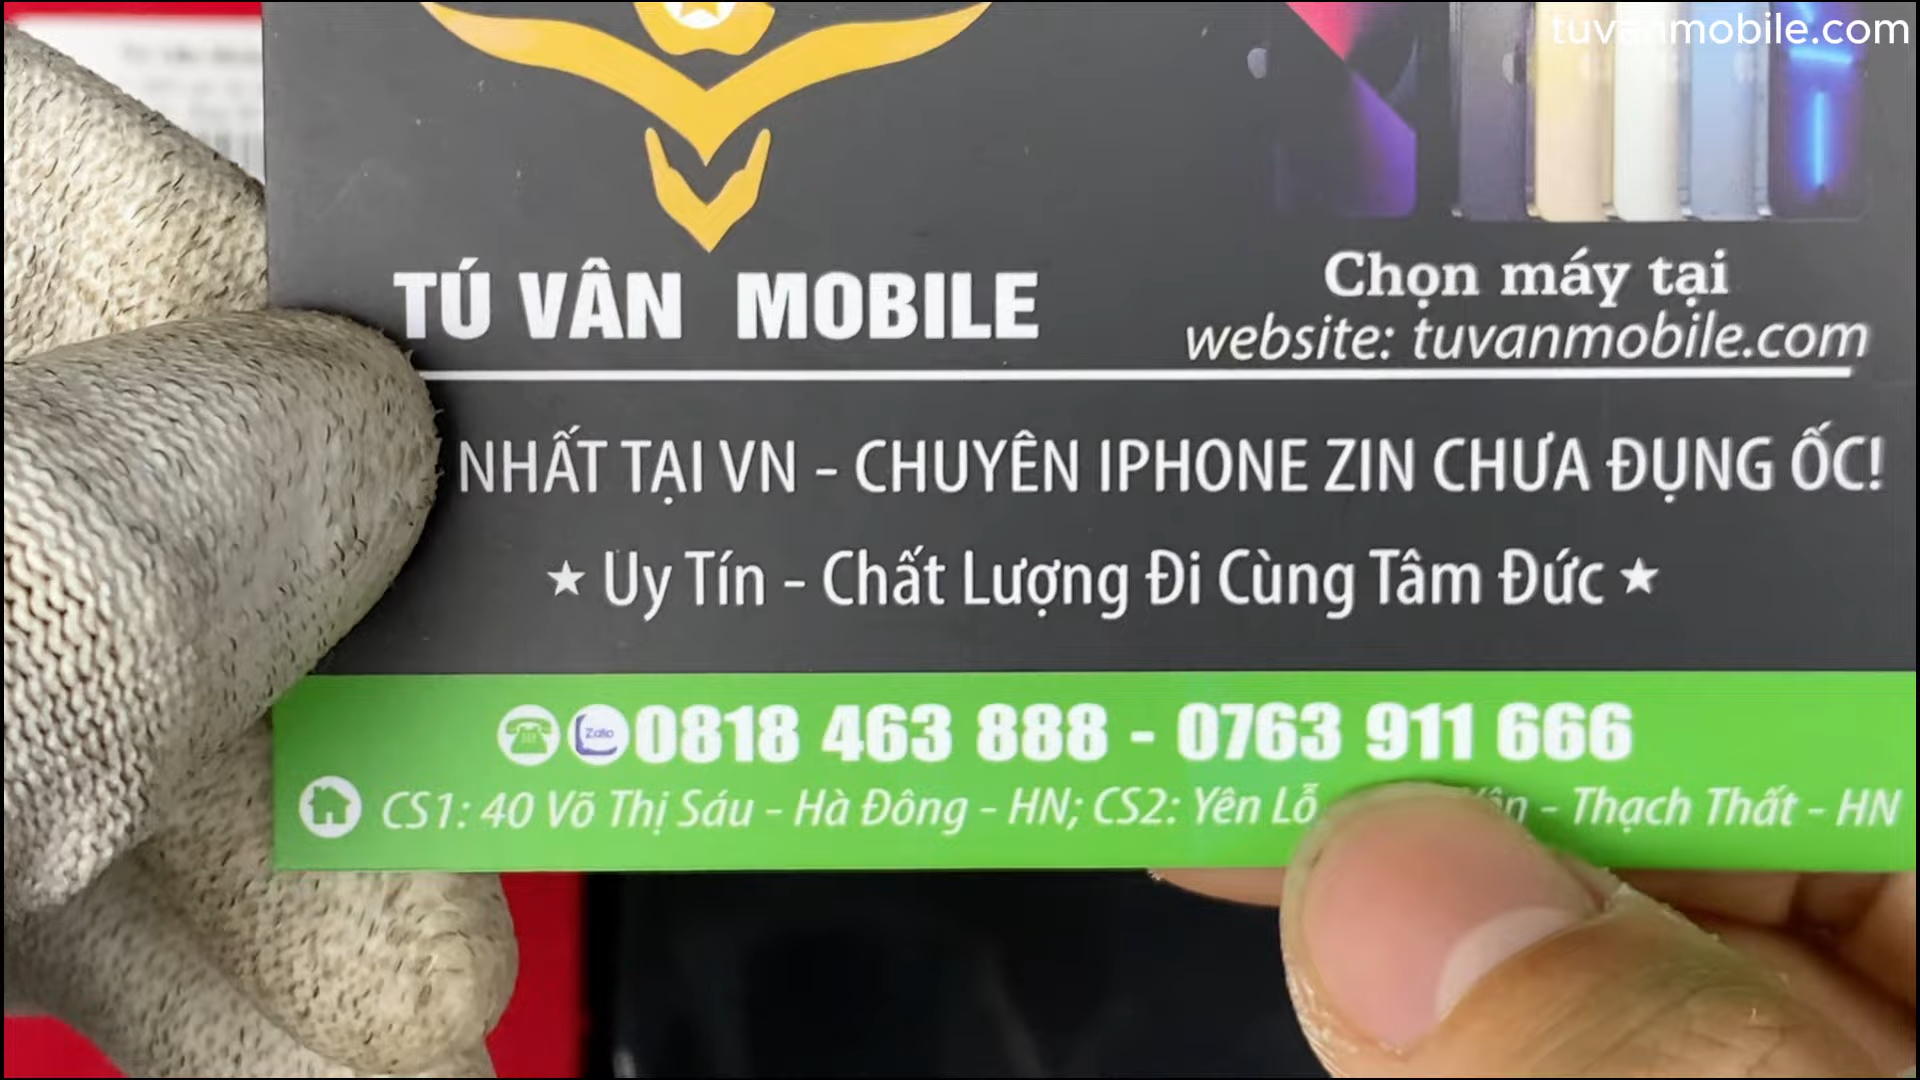 tuvanmobile.com
TÚ VÂN MOBILE
Chọn máy tại
website: tuvanmobile.com
NHẤT TẠI VN - CHUYÊN IPHONE ZIN CHƯA ĐỤNG ỐC!
★ Uy Tín - Chất Lượng Đi Cùng Tâm Đức ★
Zalo 0818 463 888 - 0763 911 666
CS1: 40 Võ Thị Sáu - Hà Đông - HN; CS2: Yên Lỗ - Thạch Thất - HN